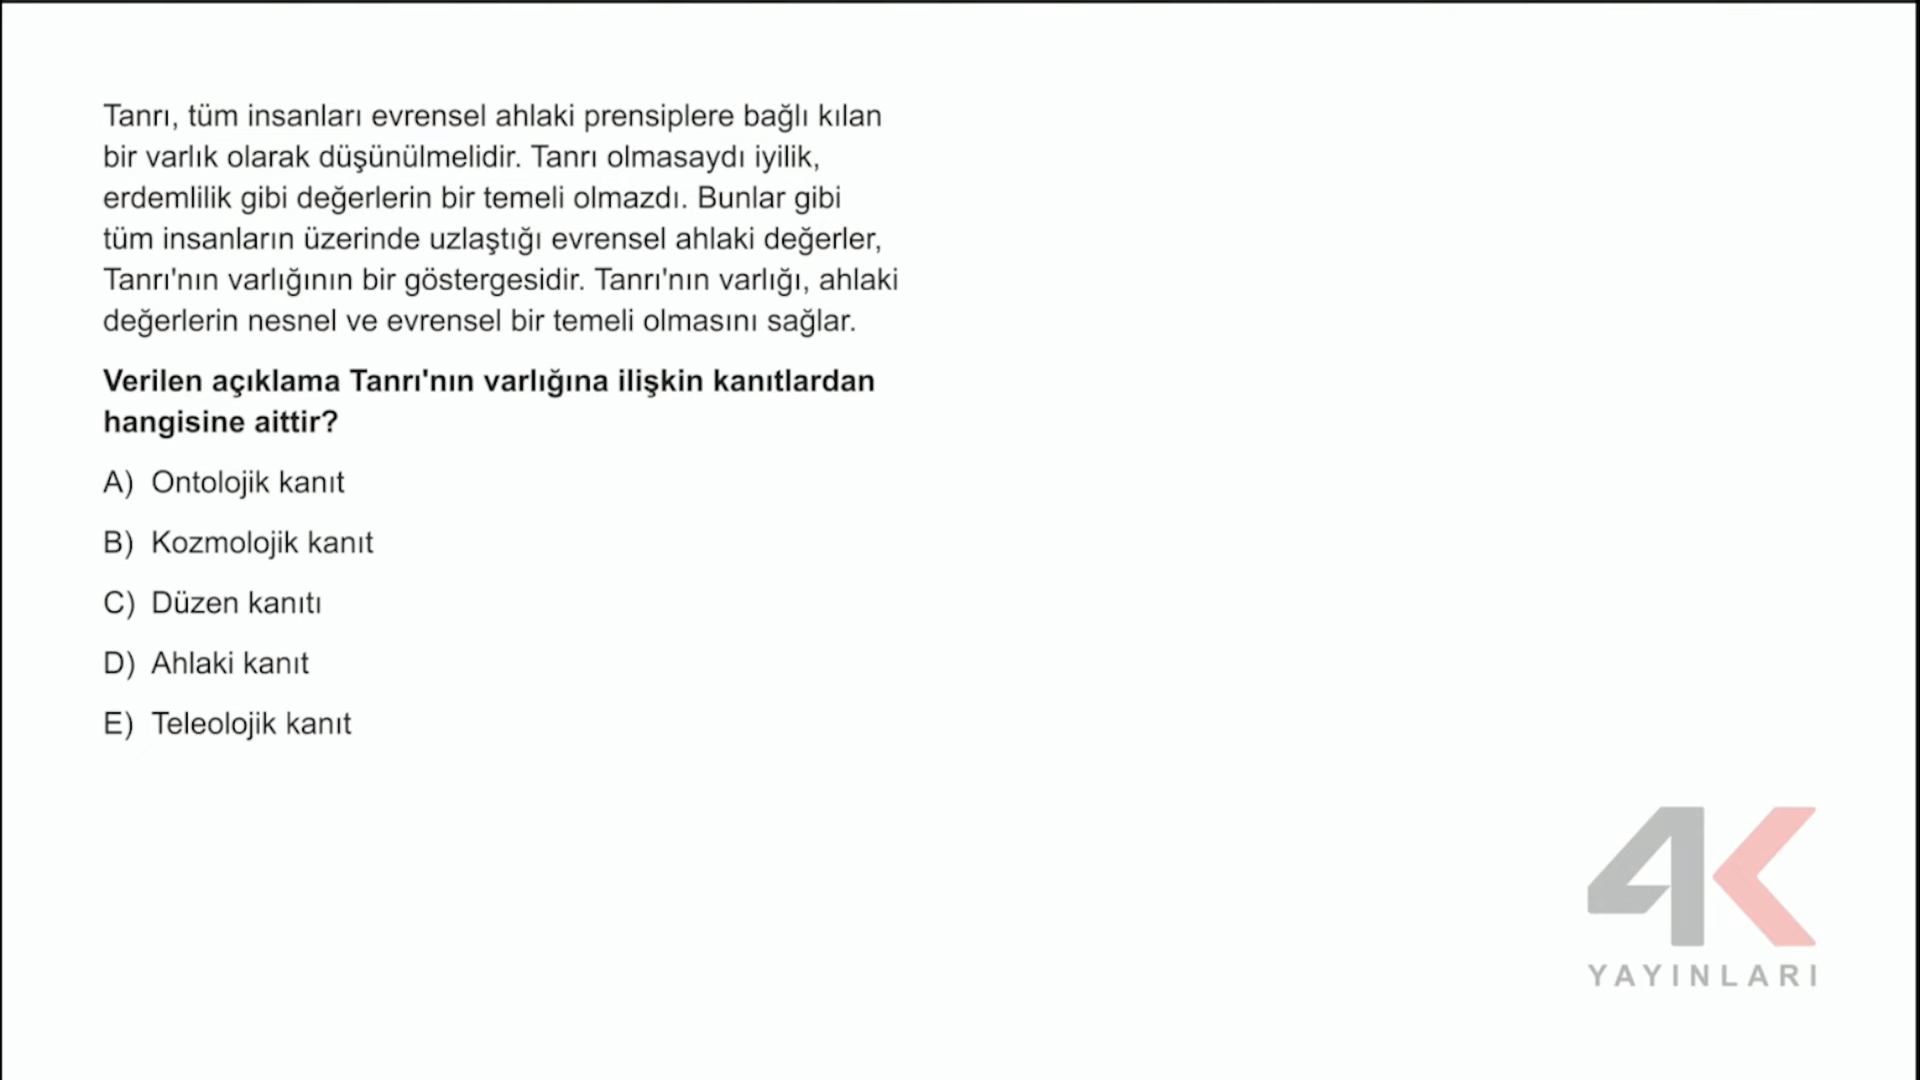 Tanrı, tüm insanları evrensel ahlaki prensiplere bağlı kılan
bir varlık olarak düşünülmelidir. Tanrı olmasaydı iyilik,
erdemlilik gibi değerlerin bir temeli olmazdı. Bunlar gibi
tüm insanların üzerinde uzlaştığı evrensel ahlaki değerler,
Tanrı'nın varlığının bir göstergesidir. Tanrı'nın varlığı, ahlaki
değerlerin nesnel ve evrensel bir temeli olmasını sağlar.
Verilen açıklama Tanrı'nın varlığına ilişkin kanıtlardan
hangisine aittir?
A) Ontolojik kanıt
B) Kozmolojik kanıt
C) Düzen kanıtı
D) Ahlaki kanıt
E) Teleolojik kanıt
4K
YAYINLARI